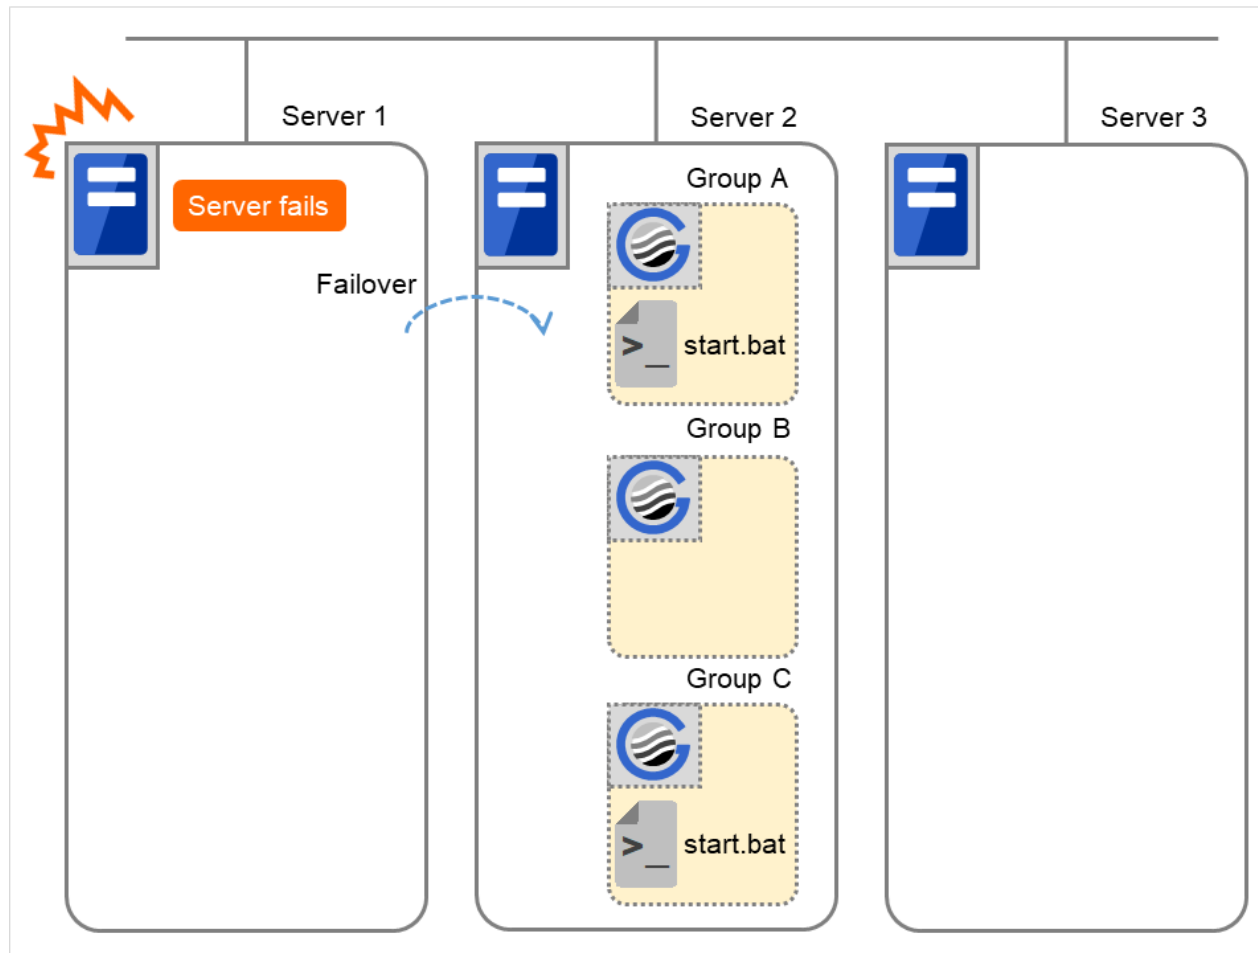 Server 1
Server 2
Server 3
Server fails
Failover
Group A
>_ start.bat
Group B
Group C
>_ start.bat